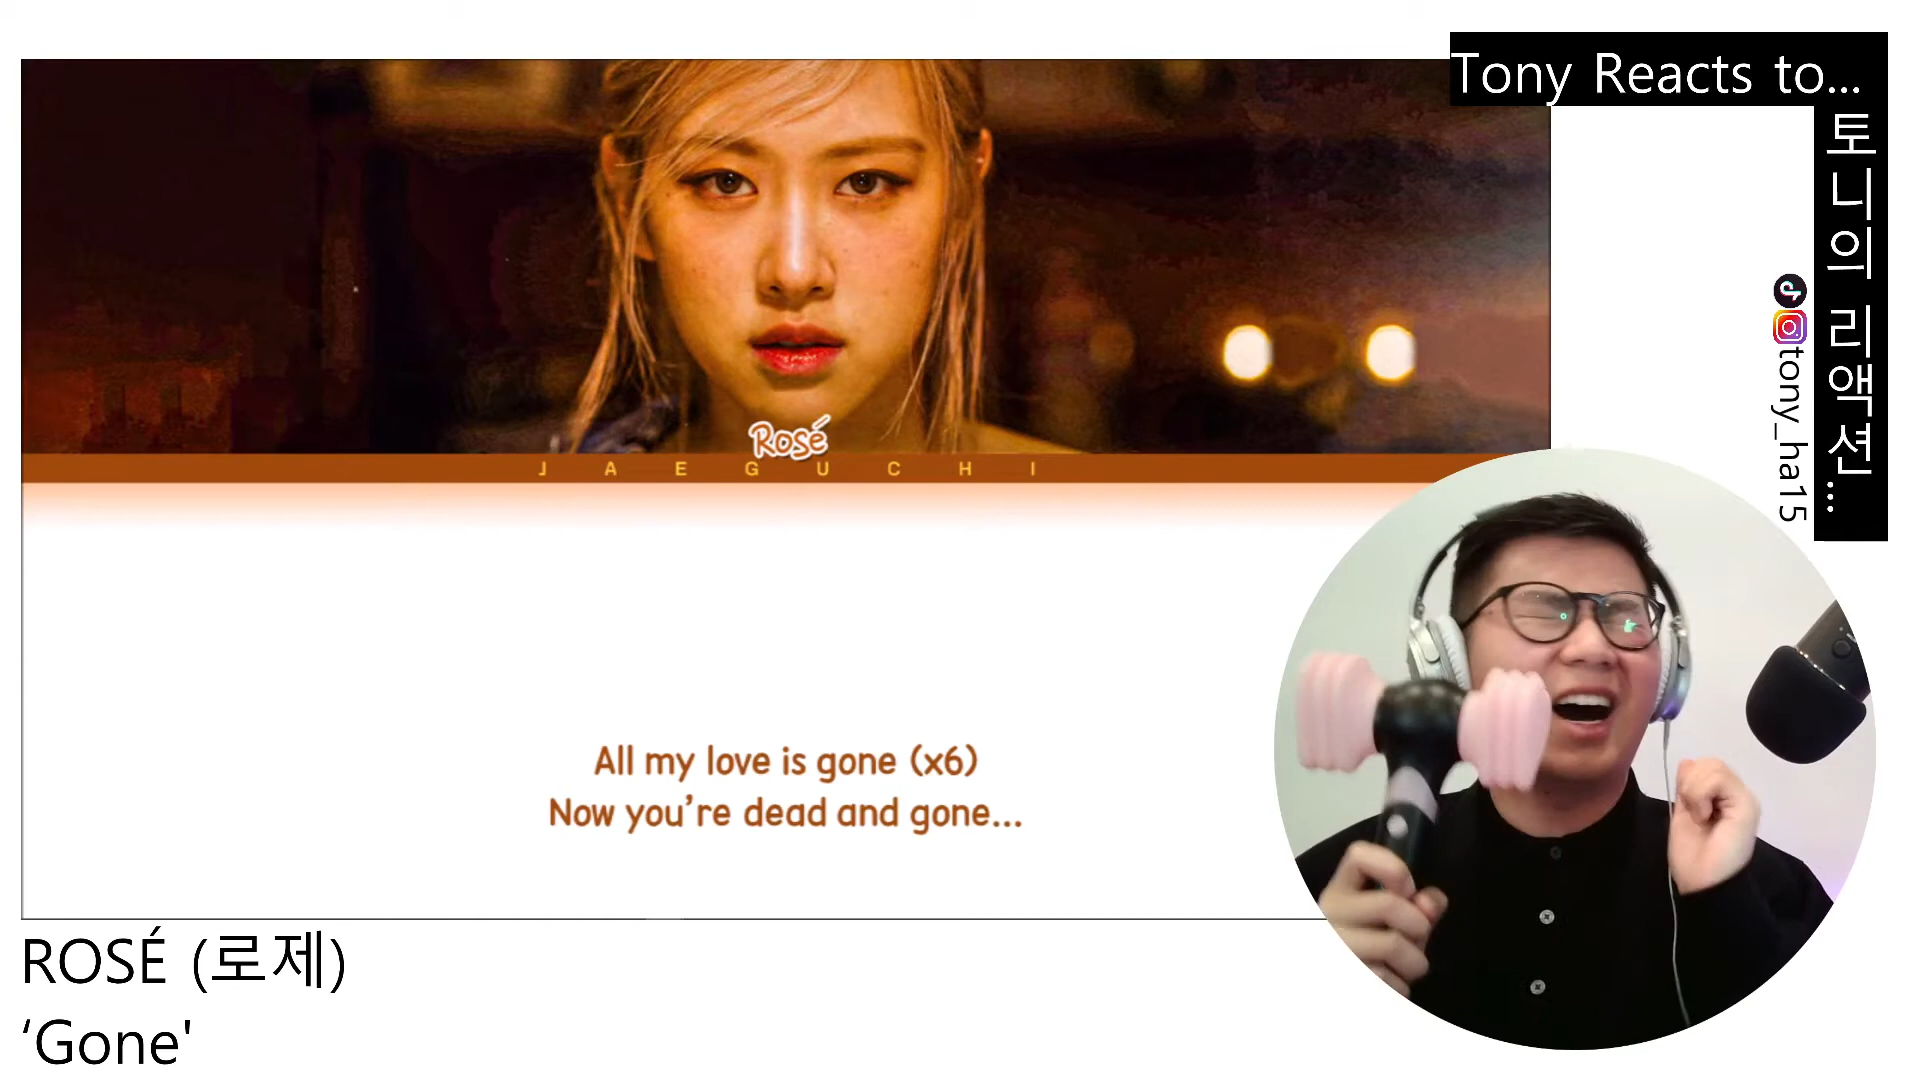 Tony Reacts to...
토니의 리액션...
tony_ha15
Rosé
JAEGUCHI
All my love is gone (x6)
Now you’re dead and gone...
ROSÉ (로제)
‘Gone'